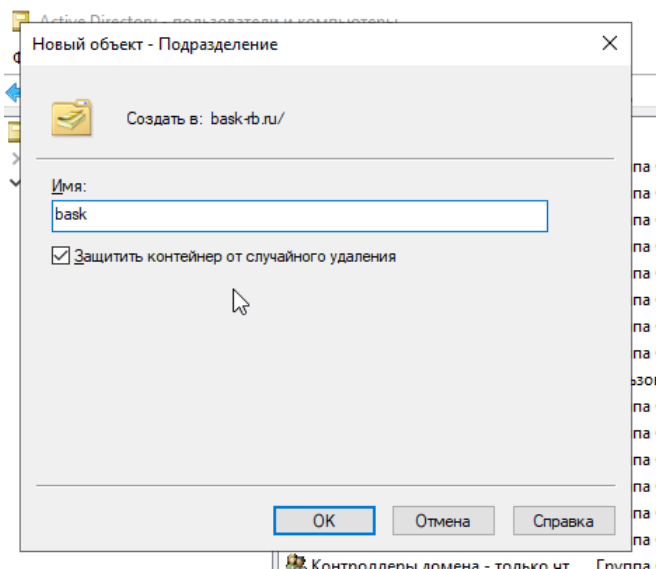 Active Directory - пользователи и компьютеры
Новый объект - Подразделение
Создать в: bask-rb.ru/
Имя:
bask
Защитить контейнер от случайного удаления
OK
Отмена
Справка
Контроллеры домена - только чт...
Группа